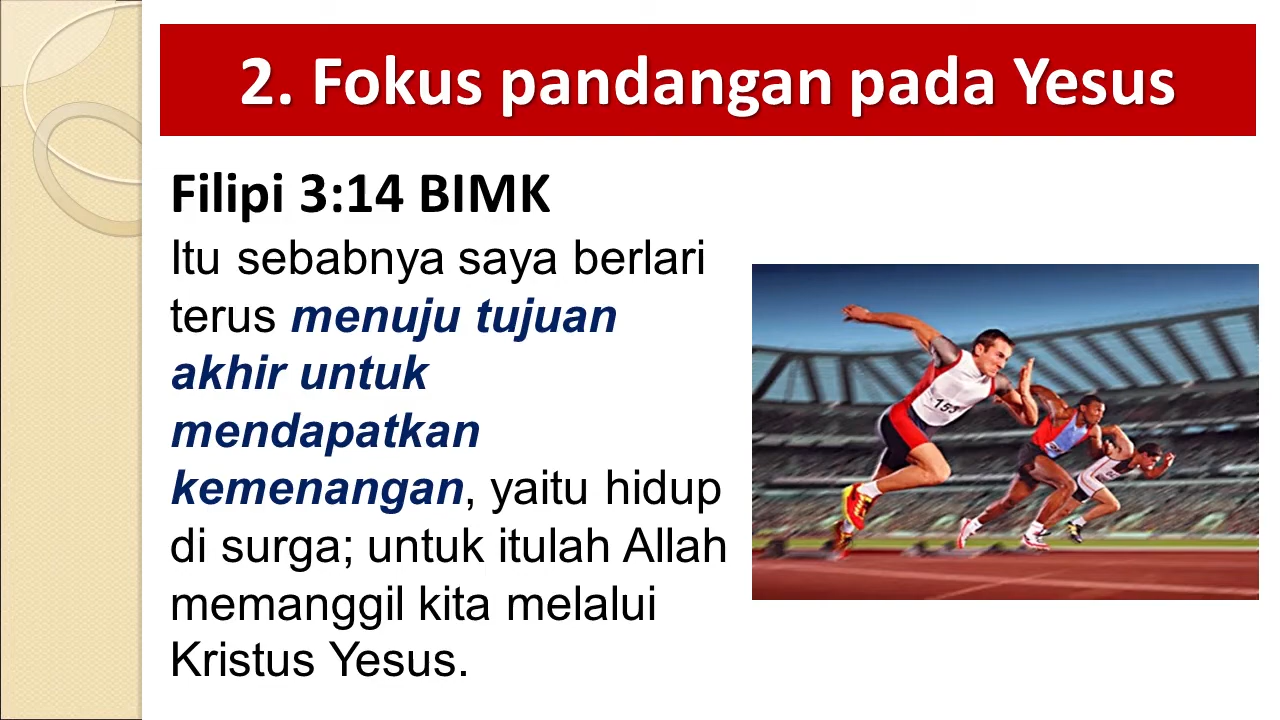 2. Fokus pandangan pada Yesus
Filipi 3:14 BIMK
Itu sebabnya saya berlari
terus menuju tujuan
akhir untuk
mendapatkan
kemenangan, yaitu hidup
di surga; untuk itulah Allah
memanggil kita melalui
Kristus Yesus.